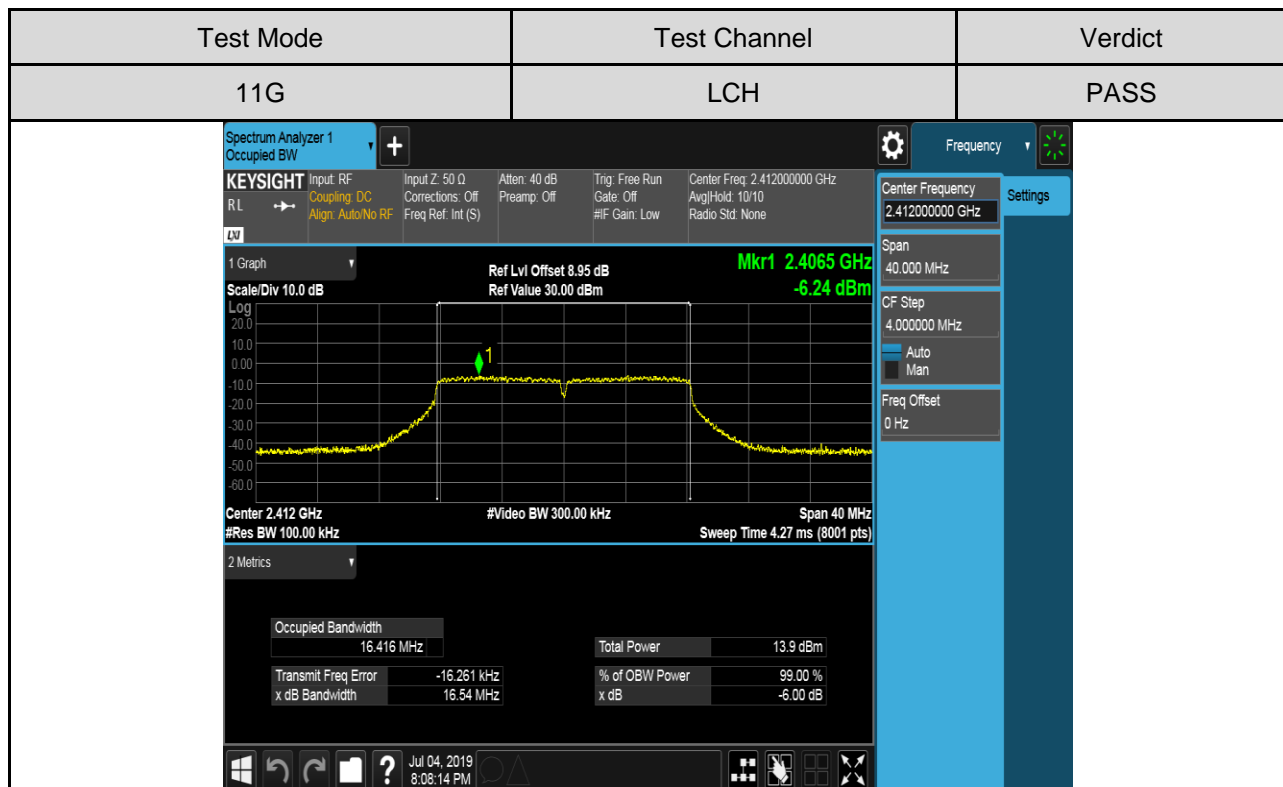 Test Mode Test Channel Verdict
11G LCH PASS
Spectrum Analyzer 1
Occupied BW
+
Frequency
KEYSIGHT Input: RF Input Z: 50 Ω Atten: 40 dB Trig: Free Run Center Freq: 2.412000000 GHz
RL Coupling: DC Corrections: Off Preamp: Off Gate: Off Avg|Hold: 10/10
Align: Auto/No RF Freq Ref: Int (S) #IF Gain: Low Radio Std: None
LXI
Center Frequency
2.412000000 GHz
Settings
Span
40.000 MHz
CF Step
4.000000 MHz
Auto
Man
Freq Offset
0 Hz
1 Graph
Ref Lvl Offset 8.95 dB
Mkr1 2.4065 GHz
Scale/Div 10.0 dB Ref Value 30.00 dBm -6.24 dBm
Log
20.0
10.0
0.00
-10.0
-20.0
-30.0
-40.0
-50.0
-60.0
1
Center 2.412 GHz #Video BW 300.00 kHz Span 40 MHz
#Res BW 100.00 kHz Sweep Time 4.27 ms (8001 pts)
2 Metrics
Occupied Bandwidth
16.416 MHz Total Power 13.9 dBm
Transmit Freq Error -16.261 kHz % of OBW Power 99.00 %
x dB Bandwidth 16.54 MHz x dB -6.00 dB
? Jul 04, 2019
8:08:14 PM